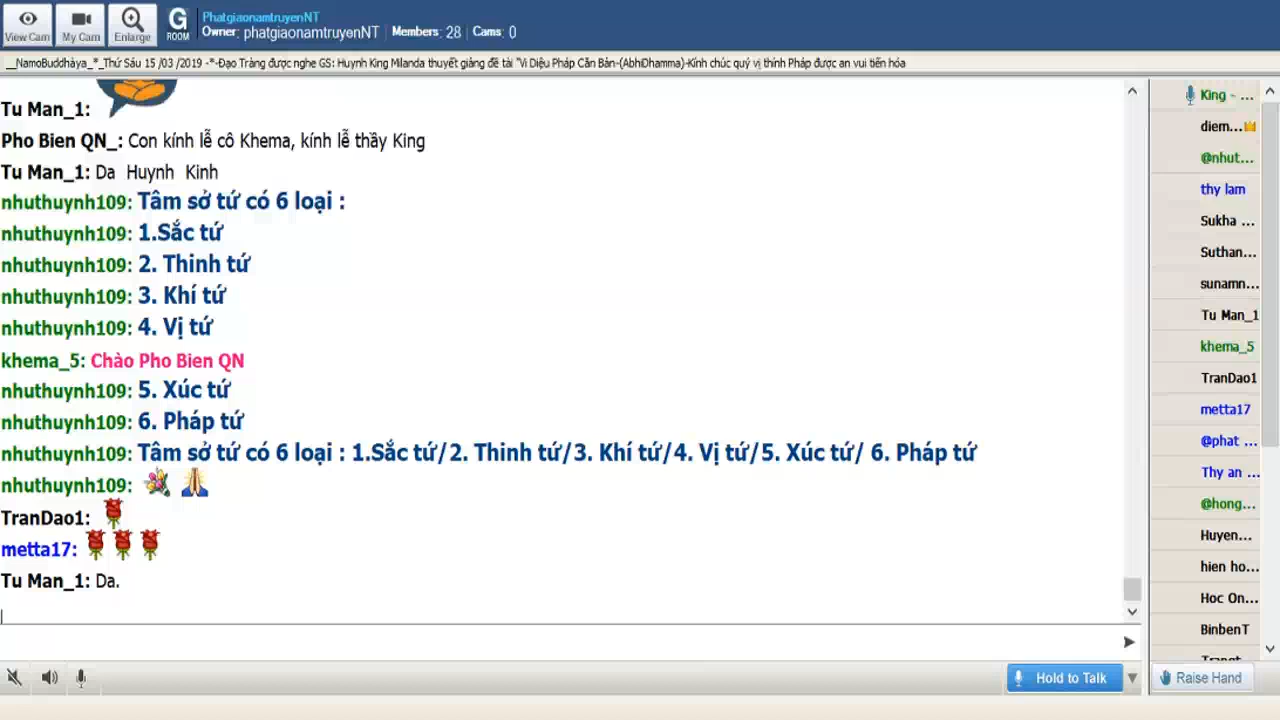 View Cam
My Cam
Enlarge
G
ROOM
PhatgiaonamtruyenNT
Owner: phatgiaonamtruyenNT Members: 28 Cams: 0
__NamoBuddhàya_*_Thứ Sáu 15 /03 /2019 -*-Đạo Tràng được nghe GS: Huynh King Milanda thuyết giảng đề tài "Vi Diệu Pháp Căn Bản-(AbhiDhamma)-Kính chúc quý vị thính Pháp được an vui tiến hóa
Tu Man_1:
Pho Bien QN_: Con kính lễ cô Khema, kính lễ thầy King
Tu Man_1: Da Huynh Kinh
nhuthuynh109: Tâm sở tứ có 6 loại :
nhuthuynh109: 1.Sắc tứ
nhuthuynh109: 2. Thinh tứ
nhuthuynh109: 3. Khí tứ
nhuthuynh109: 4. Vị tứ
khema_5: Chào Pho Bien QN
nhuthuynh109: 5. Xúc tứ
nhuthuynh109: 6. Pháp tứ
nhuthuynh109: Tâm sở tứ có 6 loại : 1.Sắc tứ/2. Thinh tứ/3. Khí tứ/4. Vị tứ/5. Xúc tứ/ 6. Pháp tứ
nhuthuynh109:
TranDao1:
metta17:
Tu Man_1: Da.
King - ...
diem...
@nhut...
thy lam
Sukha ...
Suthan...
sunamn...
Tu Man_1
khema_5
TranDao1
metta17
@phat ...
Thy an ...
@hong...
Huyen...
hien ho...
Hoc On...
BinbenT
Hold to Talk
Raise Hand